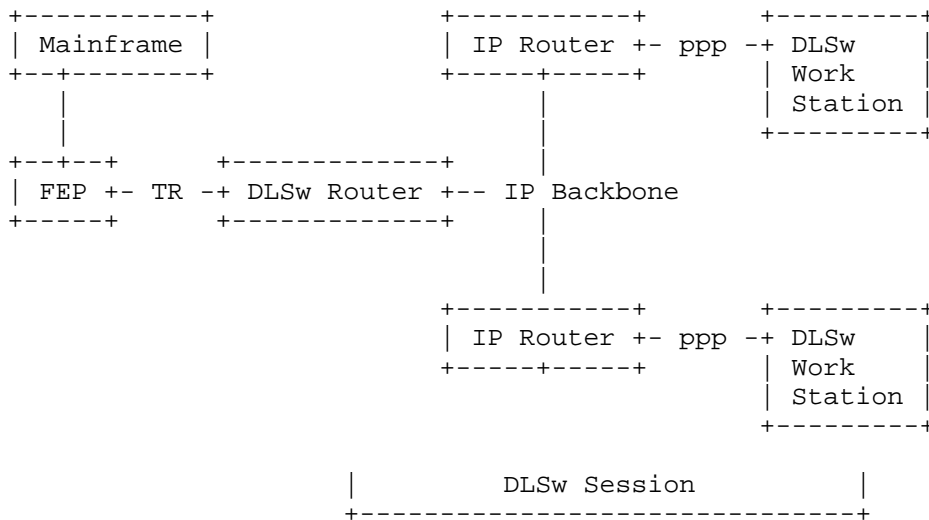 Mainframe | IP Router +- ppp -+ DLSw
Work
Station
FEP +- TR -+ DLSw Router +-- IP Backbone
IP Router +- ppp -+ DLSw
Work
Station
DLSw Session